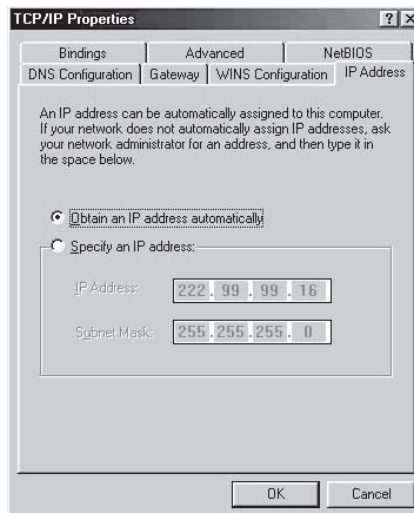 TCP/IP Properties
Bindings Advanced NetBIOS
DNS Configuration Gateway WINS Configuration IP Address
An IP address can be automatically assigned to this computer.
If your network does not automatically assign IP addresses, ask
your network administrator for an address, and then type it in
the space below.
Obtain an IP address automatically
Specify an IP address:
IP Address: 222 . 99 . 99 . 16
Subnet Mask: 255 . 255 . 255 . 0
OK Cancel